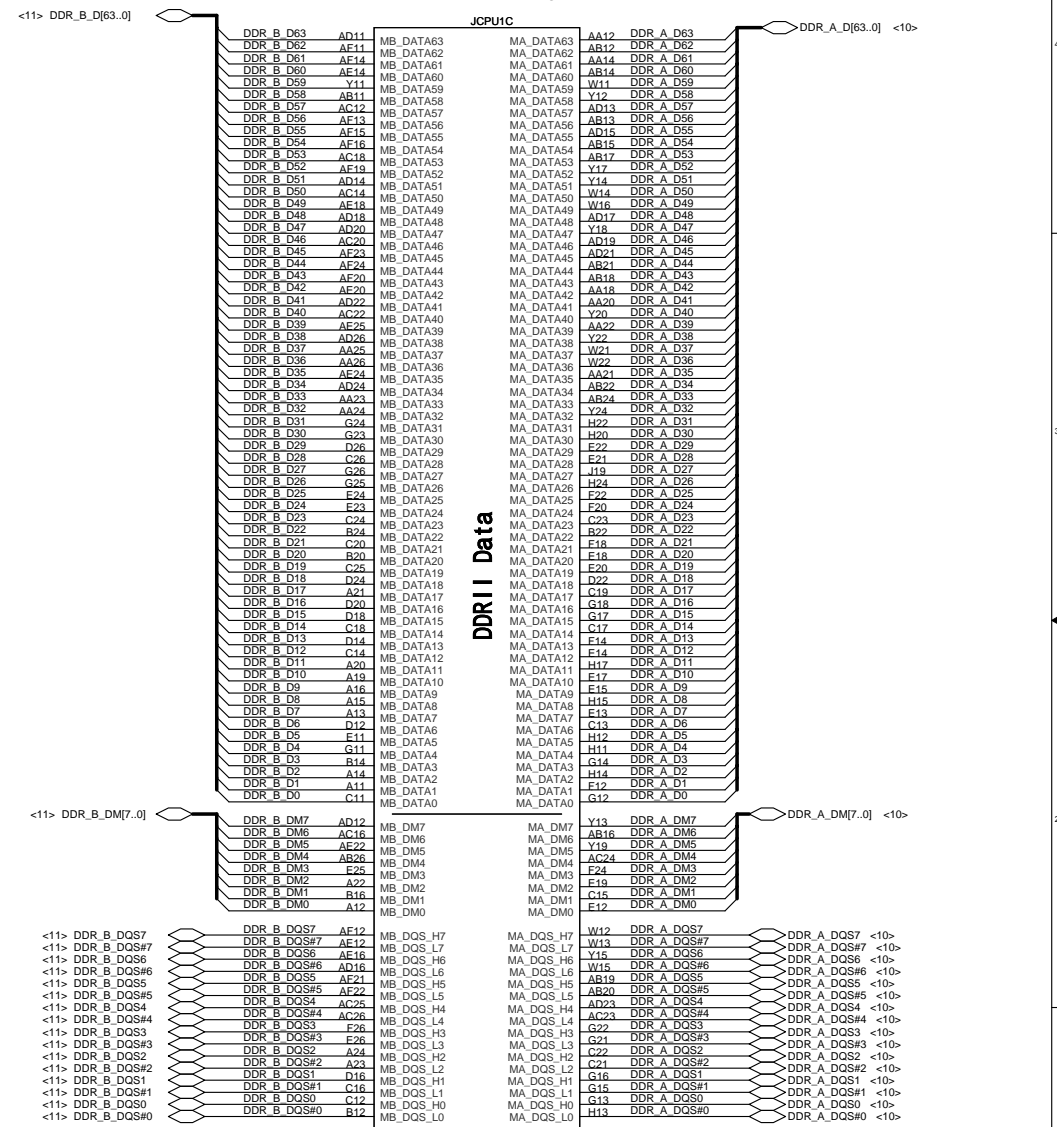 <11> DDR_B_D[63..0]
JCPU1C
DDR_A_D[63..0] <10>
DDR_B_D63 AD11 MB_DATA63 MA_DATA63 AA12 DDR_A_D63
DDR_B_D62 AF11 MB_DATA62 MA_DATA62 AB12 DDR_A_D62
DDR_B_D61 AF14 MB_DATA61 MA_DATA61 AA14 DDR_A_D61
DDR_B_D60 AE14 MB_DATA60 MA_DATA60 AB14 DDR_A_D60
DDR_B_D59 Y11 MB_DATA59 MA_DATA59 W11 DDR_A_D59
DDR_B_D58 AB11 MB_DATA58 MA_DATA58 Y12 DDR_A_D58
DDR_B_D57 AC12 MB_DATA57 MA_DATA57 AD13 DDR_A_D57
DDR_B_D56 AF13 MB_DATA56 MA_DATA56 AB13 DDR_A_D56
DDR_B_D55 AF15 MB_DATA55 MA_DATA55 AD15 DDR_A_D55
DDR_B_D54 AF16 MB_DATA54 MA_DATA54 AB15 DDR_A_D54
DDR_B_D53 AC18 MB_DATA53 MA_DATA53 AB17 DDR_A_D53
DDR_B_D52 AF19 MB_DATA52 MA_DATA52 Y17 DDR_A_D52
DDR_B_D51 AD14 MB_DATA51 MA_DATA51 Y14 DDR_A_D51
DDR_B_D50 AC14 MB_DATA50 MA_DATA50 W14 DDR_A_D50
DDR_B_D49 AE18 MB_DATA49 MA_DATA49 W16 DDR_A_D49
DDR_B_D48 AD18 MB_DATA48 MA_DATA48 AD17 DDR_A_D48
DDR_B_D47 AD20 MB_DATA47 MA_DATA47 Y18 DDR_A_D47
DDR_B_D46 AC20 MB_DATA46 MA_DATA46 AD19 DDR_A_D46
DDR_B_D45 AF23 MB_DATA45 MA_DATA45 AD21 DDR_A_D45
DDR_B_D44 AF24 MB_DATA44 MA_DATA44 AB21 DDR_A_D44
DDR_B_D43 AF20 MB_DATA43 MA_DATA43 AB18 DDR_A_D43
DDR_B_D42 AE20 MB_DATA42 MA_DATA42 AA18 DDR_A_D42
DDR_B_D41 AD22 MB_DATA41 MA_DATA41 AA20 DDR_A_D41
DDR_B_D40 AC22 MB_DATA40 MA_DATA40 Y20 DDR_A_D40
DDR_B_D39 AE25 MB_DATA39 MA_DATA39 AA22 DDR_A_D39
DDR_B_D38 AD26 MB_DATA38 MA_DATA38 Y22 DDR_A_D38
DDR_B_D37 AA25 MB_DATA37 MA_DATA37 W21 DDR_A_D37
DDR_B_D36 AA26 MB_DATA36 MA_DATA36 W22 DDR_A_D36
DDR_B_D35 AE24 MB_DATA35 MA_DATA35 AA21 DDR_A_D35
DDR_B_D34 AD24 MB_DATA34 MA_DATA34 AB22 DDR_A_D34
DDR_B_D33 AA23 MB_DATA33 MA_DATA33 AB24 DDR_A_D33
DDR_B_D32 AA24 MB_DATA32 MA_DATA32 Y24 DDR_A_D32
DDR_B_D31 G24 MB_DATA31 MA_DATA31 H22 DDR_A_D31
DDR_B_D30 G23 MB_DATA30 MA_DATA30 H20 DDR_A_D30
DDR_B_D29 D26 MB_DATA29 MA_DATA29 E22 DDR_A_D29
DDR_B_D28 C26 MB_DATA28 MA_DATA28 E21 DDR_A_D28
DDR_B_D27 G26 MB_DATA27 MA_DATA27 J19 DDR_A_D27
DDR_B_D26 G25 MB_DATA26 MA_DATA26 H24 DDR_A_D26
DDR_B_D25 E24 MB_DATA25 MA_DATA25 F22 DDR_A_D25
DDR_B_D24 E23 MB_DATA24 MA_DATA24 F20 DDR_A_D24
DDR_B_D23 C24 MB_DATA23 MA_DATA23 C23 DDR_A_D23
DDR_B_D22 B24 MB_DATA22 MA_DATA22 B22 DDR_A_D22
DDR_B_D21 C20 MB_DATA21 MA_DATA21 F18 DDR_A_D21
DDR_B_D20 B20 MB_DATA20 MA_DATA20 E18 DDR_A_D20
DDR_B_D19 C25 MB_DATA19 MA_DATA19 E20 DDR_A_D19
DDR_B_D18 D24 MB_DATA18 MA_DATA18 D22 DDR_A_D18
DDR_B_D17 A21 MB_DATA17 MA_DATA17 C19 DDR_A_D17
DDR_B_D16 D20 MB_DATA16 MA_DATA16 G18 DDR_A_D16
DDR_B_D15 D18 MB_DATA15 MA_DATA15 G17 DDR_A_D15
DDR_B_D14 C18 MB_DATA14 MA_DATA14 C17 DDR_A_D14
DDR_B_D13 D14 MB_DATA13 MA_DATA13 F14 DDR_A_D13
DDR_B_D12 C14 MB_DATA12 MA_DATA12 E14 DDR_A_D12
DDR_B_D11 A20 MB_DATA11 MA_DATA11 H17 DDR_A_D11
DDR_B_D10 A19 MB_DATA10 MA_DATA10 E17 DDR_A_D10
DDR_B_D9 A16 MB_DATA9 MA_DATA9 E15 DDR_A_D9
DDR_B_D8 A15 MB_DATA8 MA_DATA8 H15 DDR_A_D8
DDR_B_D7 A13 MB_DATA7 MA_DATA7 E13 DDR_A_D7
DDR_B_D6 D12 MB_DATA6 MA_DATA6 C13 DDR_A_D6
DDR_B_D5 E11 MB_DATA5 MA_DATA5 H12 DDR_A_D5
DDR_B_D4 G11 MB_DATA4 MA_DATA4 H11 DDR_A_D4
DDR_B_D3 B14 MB_DATA3 MA_DATA3 G14 DDR_A_D3
DDR_B_D2 A14 MB_DATA2 MA_DATA2 H14 DDR_A_D2
DDR_B_D1 A11 MB_DATA1 MA_DATA1 F12 DDR_A_D1
DDR_B_D0 C11 MB_DATA0 MA_DATA0 G12 DDR_A_D0
DDRII Data
<11> DDR_B_DM[7..0]
DDR_A_DM[7..0] <10>
DDR_B_DM7 AD12 MB_DM7 MA_DM7 Y13 DDR_A_DM7
DDR_B_DM6 AC16 MB_DM6 MA_DM6 AB16 DDR_A_DM6
DDR_B_DM5 AE22 MB_DM5 MA_DM5 Y19 DDR_A_DM5
DDR_B_DM4 AB26 MB_DM4 MA_DM4 AC24 DDR_A_DM4
DDR_B_DM3 E25 MB_DM3 MA_DM3 F24 DDR_A_DM3
DDR_B_DM2 A22 MB_DM2 MA_DM2 E19 DDR_A_DM2
DDR_B_DM1 B16 MB_DM1 MA_DM1 C15 DDR_A_DM1
DDR_B_DM0 A12 MB_DM0 MA_DM0 E12 DDR_A_DM0
<11> DDR_B_DQS7 DDR_B_DQS7 AF12 MB_DQS_H7 MA_DQS_H7 W12 DDR_A_DQS7 DDR_A_DQS7 <10>
<11> DDR_B_DQS#7 DDR_B_DQS#7 AE12 MB_DQS_L7 MA_DQS_L7 W13 DDR_A_DQS#7 DDR_A_DQS#7 <10>
<11> DDR_B_DQS6 DDR_B_DQS6 AE16 MB_DQS_H6 MA_DQS_H6 Y15 DDR_A_DQS6 DDR_A_DQS6 <10>
<11> DDR_B_DQS#6 DDR_B_DQS#6 AD16 MB_DQS_L6 MA_DQS_L6 W15 DDR_A_DQS#6 DDR_A_DQS#6 <10>
<11> DDR_B_DQS5 DDR_B_DQS5 AF21 MB_DQS_H5 MA_DQS_H5 AB19 DDR_A_DQS5 DDR_A_DQS5 <10>
<11> DDR_B_DQS#5 DDR_B_DQS#5 AF22 MB_DQS_L5 MA_DQS_L5 AB20 DDR_A_DQS#5 DDR_A_DQS#5 <10>
<11> DDR_B_DQS4 DDR_B_DQS4 AC25 MB_DQS_H4 MA_DQS_H4 AD23 DDR_A_DQS4 DDR_A_DQS4 <10>
<11> DDR_B_DQS#4 DDR_B_DQS#4 AC26 MB_DQS_L4 MA_DQS_L4 AC23 DDR_A_DQS#4 DDR_A_DQS#4 <10>
<11> DDR_B_DQS3 DDR_B_DQS3 F26 MB_DQS_H3 MA_DQS_H3 G22 DDR_A_DQS3 DDR_A_DQS3 <10>
<11> DDR_B_DQS#3 DDR_B_DQS#3 E26 MB_DQS_L3 MA_DQS_L3 G21 DDR_A_DQS#3 DDR_A_DQS#3 <10>
<11> DDR_B_DQS2 DDR_B_DQS2 A24 MB_DQS_H2 MA_DQS_H2 C22 DDR_A_DQS2 DDR_A_DQS2 <10>
<11> DDR_B_DQS#2 DDR_B_DQS#2 A23 MB_DQS_L2 MA_DQS_L2 C21 DDR_A_DQS#2 DDR_A_DQS#2 <10>
<11> DDR_B_DQS1 DDR_B_DQS1 D16 MB_DQS_H1 MA_DQS_H1 G16 DDR_A_DQS1 DDR_A_DQS1 <10>
<11> DDR_B_DQS#1 DDR_B_DQS#1 C16 MB_DQS_L1 MA_DQS_L1 G15 DDR_A_DQS#1 DDR_A_DQS#1 <10>
<11> DDR_B_DQS0 DDR_B_DQS0 C12 MB_DQS_H0 MA_DQS_H0 G13 DDR_A_DQS0 DDR_A_DQS0 <10>
<11> DDR_B_DQS#0 DDR_B_DQS#0 B12 MB_DQS_L0 MA_DQS_L0 H13 DDR_A_DQS#0 DDR_A_DQS#0 <10>